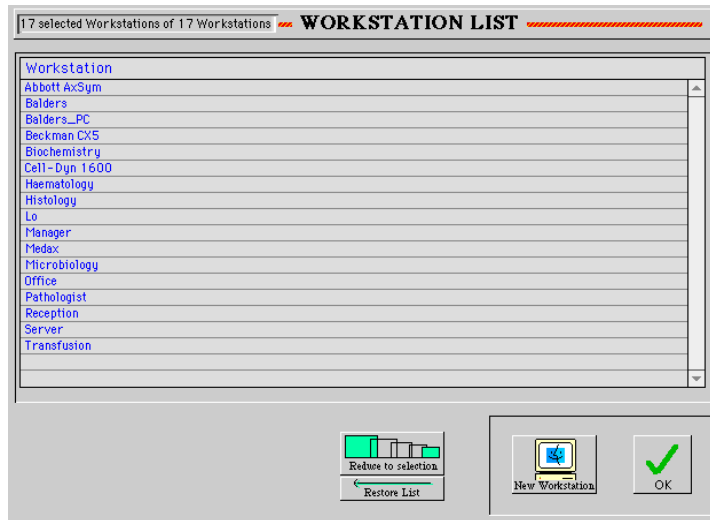 17 selected Workstations of 17 Workstations WORKSTATION LIST
Workstation
Abbott AxSym
Balders
Balders_PC
Beckman CX5
Biochemistry
Cell-Dyn 1600
Haematology
Histology
Lo
Manager
Medax
Microbiology
Office
Pathologist
Reception
Server
Transfusion
Reduce to selection
Restore List
New Workstation
OK